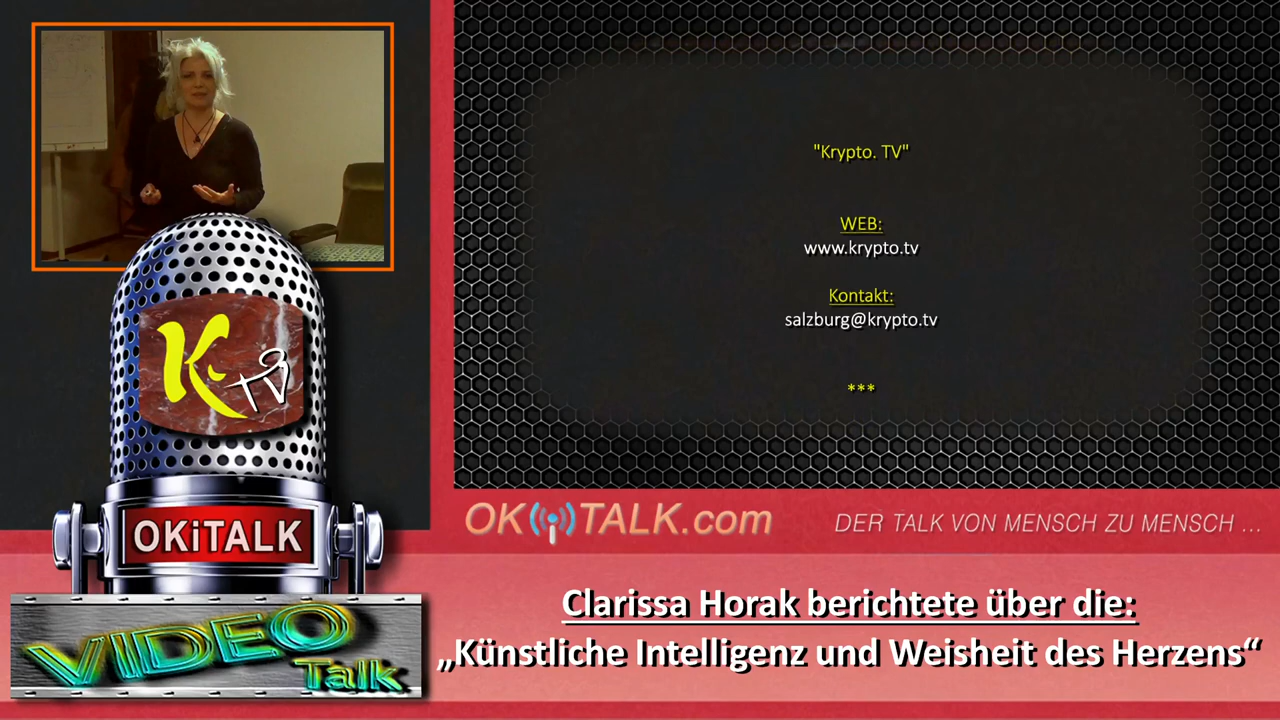 "Krypto. TV"
WEB:
www.krypto.tv
Kontakt:
salzburg@krypto.tv
***
K-TV3
OKiTALK
VIDEO
Talk
OKiTALK.com
DER TALK VON MENSCH ZU MENSCH ...
Clarissa Horak berichtete über die:
„Künstliche Intelligenz und Weisheit des Herzens“